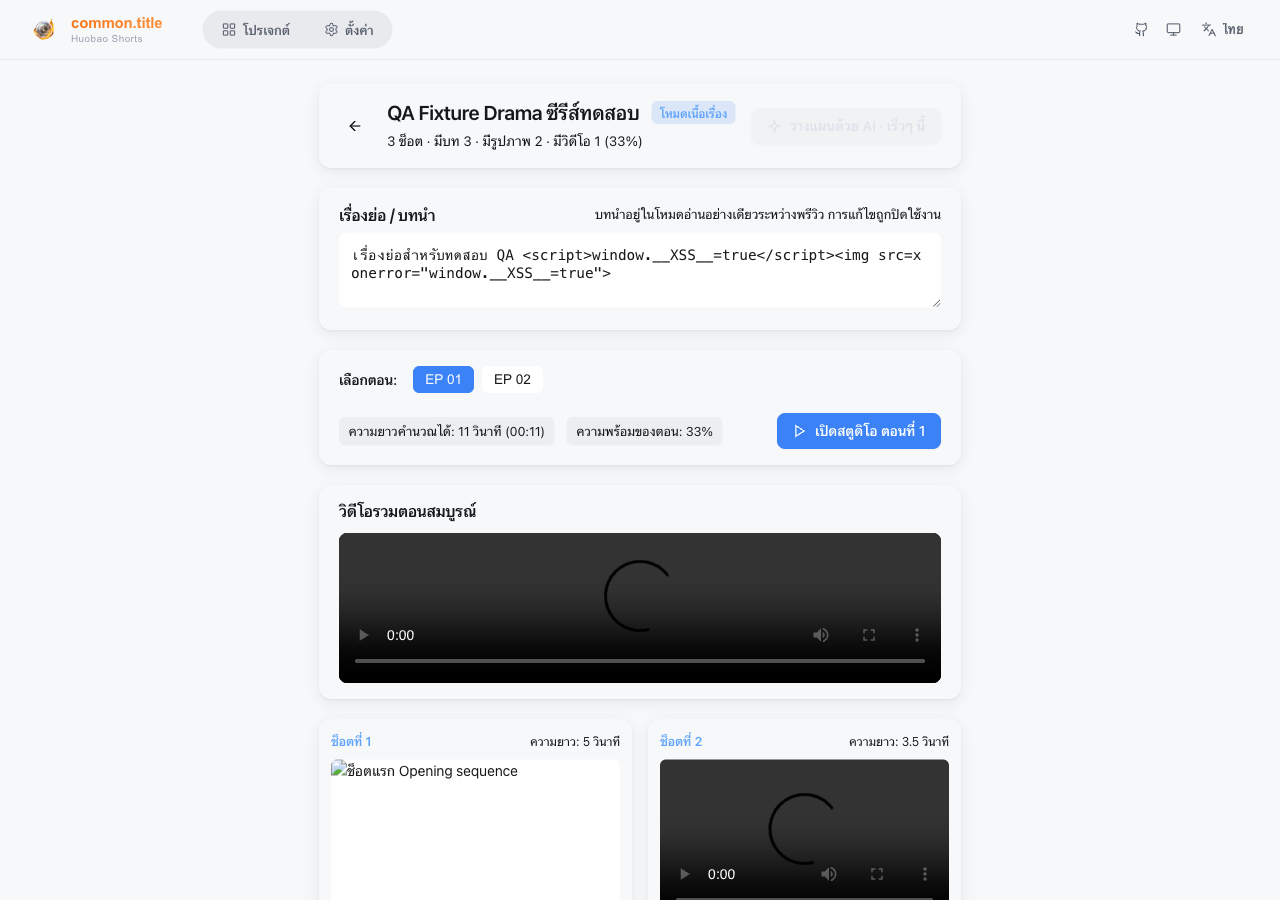 common.title
Huobao Shorts
โปรเจกต์
ตั้งค่า
ไทย
QA Fixture Drama ซีรีส์ทดสอบ
โหมดเนื้อเรื่อง
3 ช็อต · มีบท 3 · มีรูปภาพ 2 · มีวิดีโอ 1 (33%)
วางแผนด้วย AI · เร็วๆ นี้
เรื่องย่อ / บทนำ
บทนำอยู่ในโหมดอ่านอย่างเดียวระหว่างพรีวิว การแก้ไขถูกปิดใช้งาน
เรื่องย่อสำหรับทดสอบ QA <script>window.__XSS__=true</script><img src=x
onerror="window.__XSS__=true">
เลือกตอน:
EP 01
EP 02
ความยาวคำนวณได้: 11 วินาที (00:11)
ความพร้อมของตอน: 33%
เปิดสตูดิโอ ตอนที่ 1
วิดีโอรวมตอนสมบูรณ์
0:00
ช็อตที่ 1
ความยาว: 5 วินาที
ช็อตแรก Opening sequence
ช็อตที่ 2
ความยาว: 3.5 วินาที
0:00